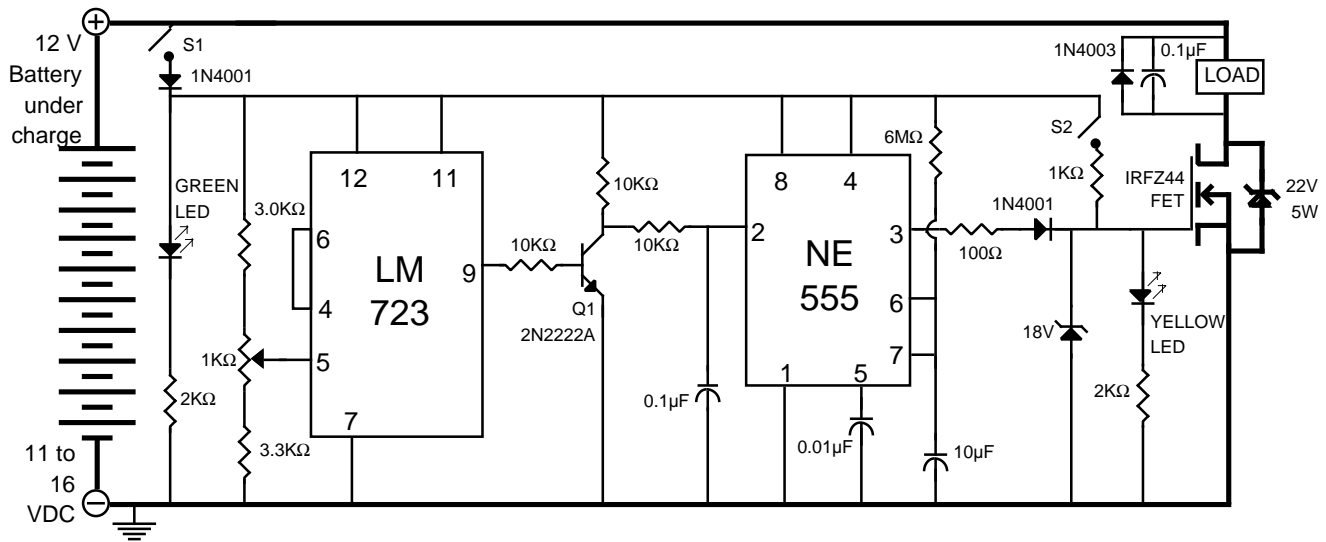 +
12 V
Battery
under
charge
11 to
16
VDC
−
S1
1N4001
GREEN
LED
2KΩ
3.0KΩ
1KΩ
3.3KΩ
12
11
6
4
5
7
9
LM
723
10KΩ
10KΩ
10KΩ
Q1
2N2222A
0.1µF
8
4
2
3
6
7
1
5
NE
555
0.01µF
6MΩ
10µF
100Ω
1N4001
S2
1KΩ
18V
YELLOW
LED
2KΩ
1N4003
0.1µF
LOAD
IRFZ44
FET
22V
5W